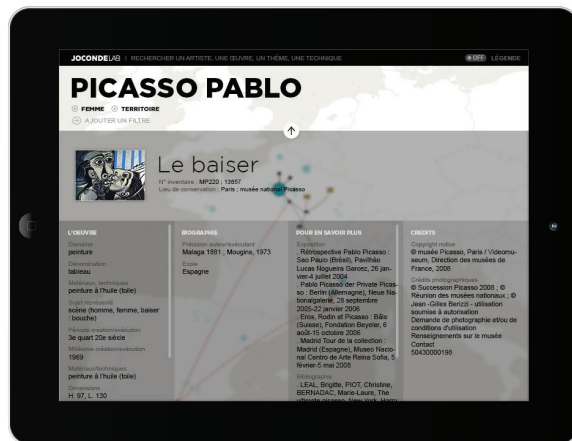 JOCONDELAB | RECHERCHER UN ARTISTE, UNE ŒUVRE, UN THÈME, UNE TECHNIQUE
OFF LÉGENDE
PICASSO PABLO
FEMME TERRITOIRE
AJOUTER UN FILTRE
Le baiser
N° inventaire : MP220 ; 13857
Lieu de conservation : Paris ; musée national Picasso
L'OEUVRE
Domaine
peinture
Dénomination
tableau
Matériaux, techniques
peinture à l'huile (toile)
Sujet représenté
scène (homme, femme, baiser
: bouche)
Période création/exécution
3e quart 20e siècle
Millésime création/exécution
1969
Matériaux/techniques
peinture à l'huile (toile)
Dimensions
H. 97, L. 130
BIOGRAPHIE
Précision auteur/exécutant
Malaga 1881 ; Mougins, 1973
Ecole
Espagne
POUR EN SAVOIR PLUS
Exposition
. Rétrospective Pablo Picasso :
Sao Paulo (Brésil), Pavilhão
Lucas Nogueira Garcez, 26 jan-
vier-4 juillet 2004
. Pablo Picasso der Private Picas-
so : Berlin (Allemagne), Neue Na-
tionalgalerie, 28 septembre
2005-22 janvier 2006
. Eros, Rodin et Picasso : Bâle
(Suisse), Fondation Beyeler, 6
août-15 octobre 2006
. Madrid Tour de la collection :
Madrid (Espagne), Museo Nacio-
nal Centro de Arte Reina Sofia, 5
février-5 mai 2008
Bibliographie
. LEAL, Brigitte, PIOT, Christine,
BERNADAC, Marie-Laure, The
ultimate picasso, New York, Harry
CREDITS
Copyright notice
© musée Picasso, Paris / Videomu-
seum, Direction des musées de
France, 2008
Crédits photographiques
© Succession Picasso 2008 ; ©
Réunion des musées nationaux ; ©
Jean -Gilles Berizzi - utilisation
soumise à autorisation
Demande de photographie et/ou de
conditions d'utilisation
Renseignements sur le musée
Contact
50430000198